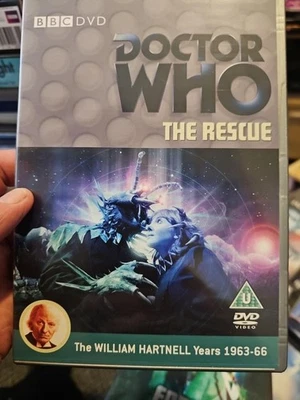 BBC DVD
DOCTOR
WHO
THE RESCUE
U
DVD
VIDEO
The WILLIAM HARTNELL Years 1963-66